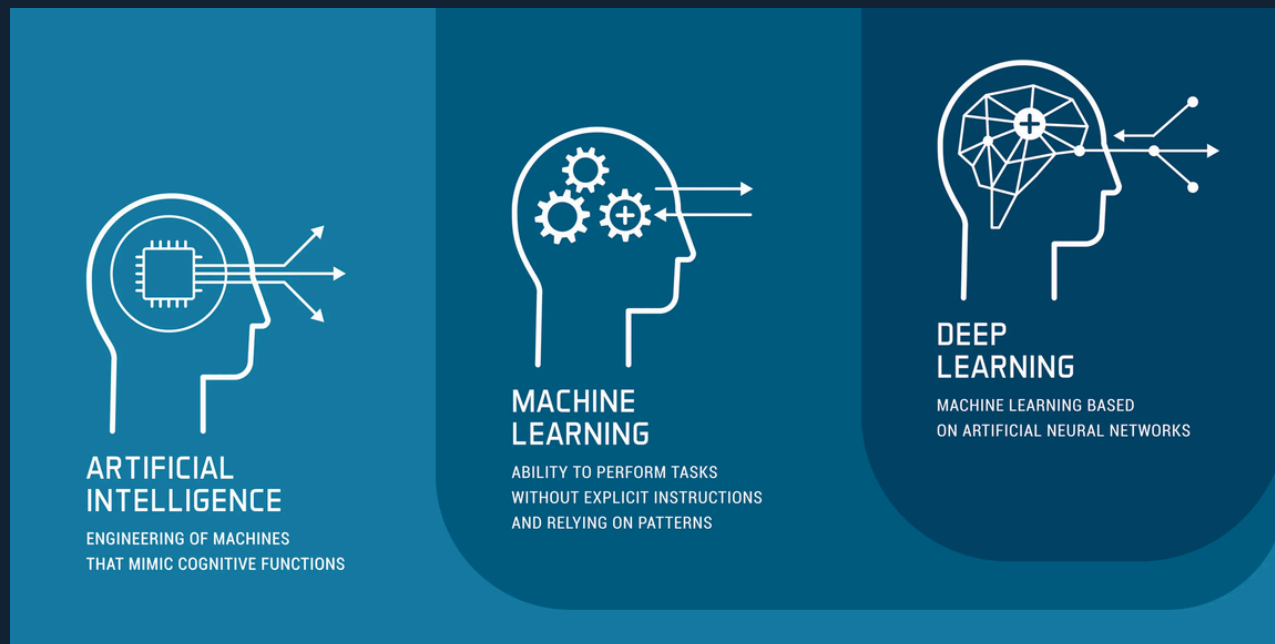 ARTIFICIAL
INTELLIGENCE
ENGINEERING OF MACHINES
THAT MIMIC COGNITIVE FUNCTIONS
MACHINE
LEARNING
ABILITY TO PERFORM TASKS
WITHOUT EXPLICIT INSTRUCTIONS
AND RELYING ON PATTERNS
DEEP
LEARNING
MACHINE LEARNING BASED
ON ARTIFICIAL NEURAL NETWORKS